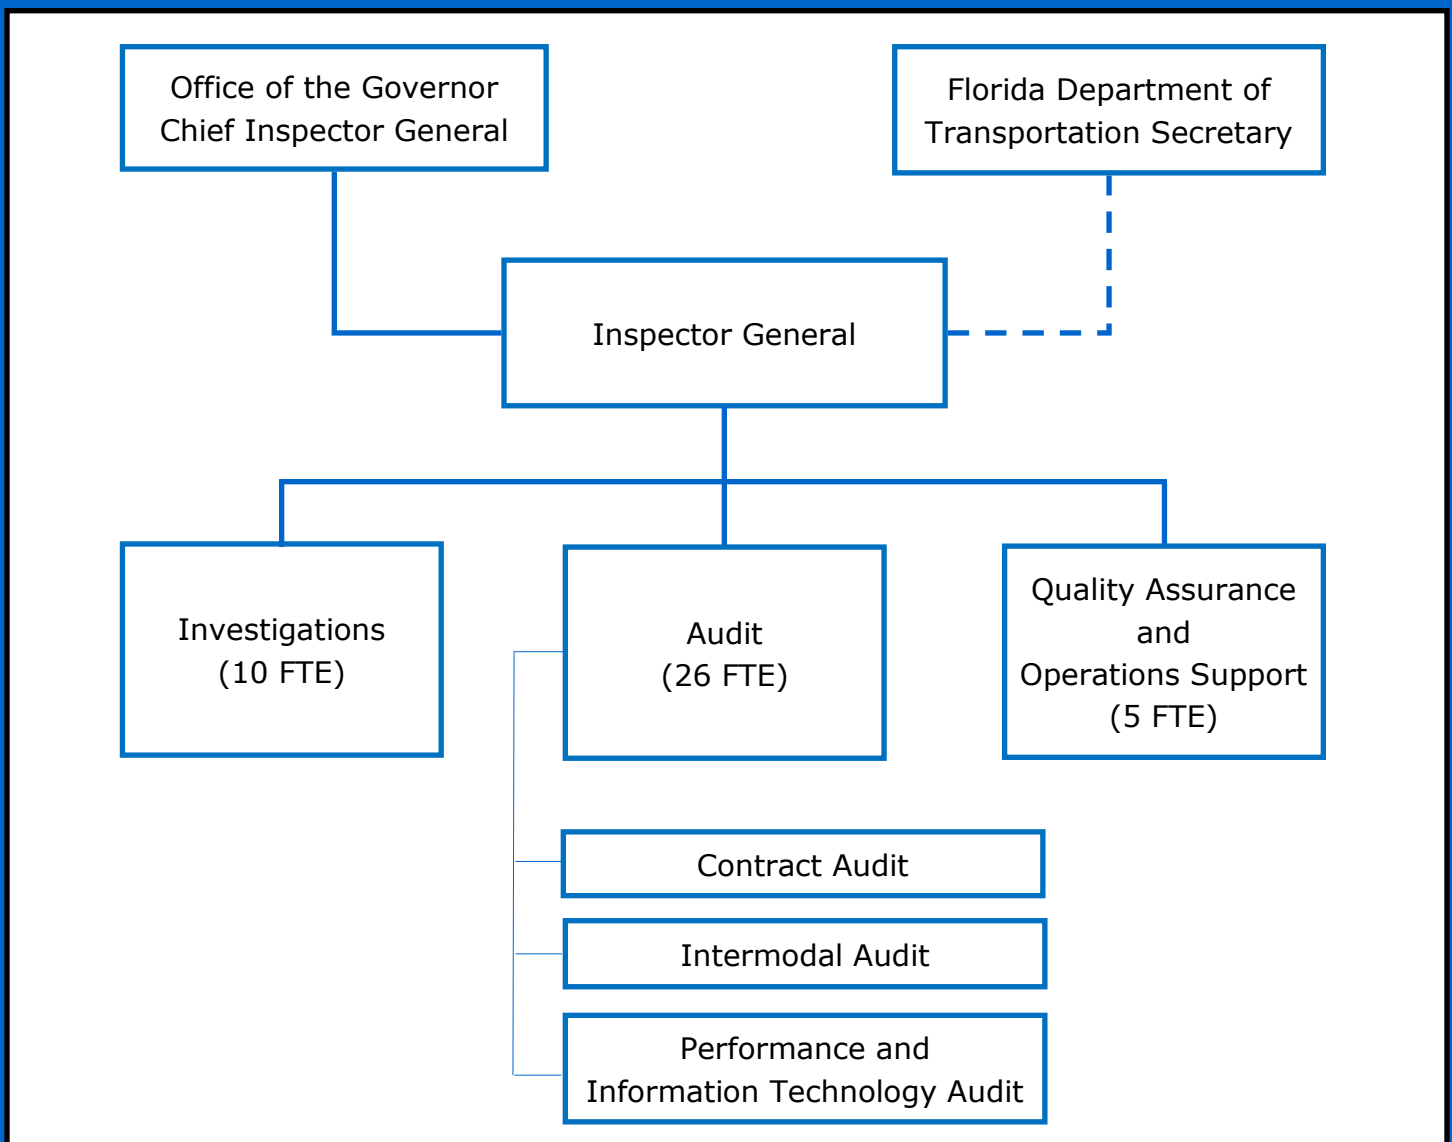 Office of the Governor
Chief Inspector General
Florida Department of
Transportation Secretary
Inspector General
Investigations
(10 FTE)
Audit
(26 FTE)
Quality Assurance
and
Operations Support
(5 FTE)
Contract Audit
Intermodal Audit
Performance and
Information Technology Audit